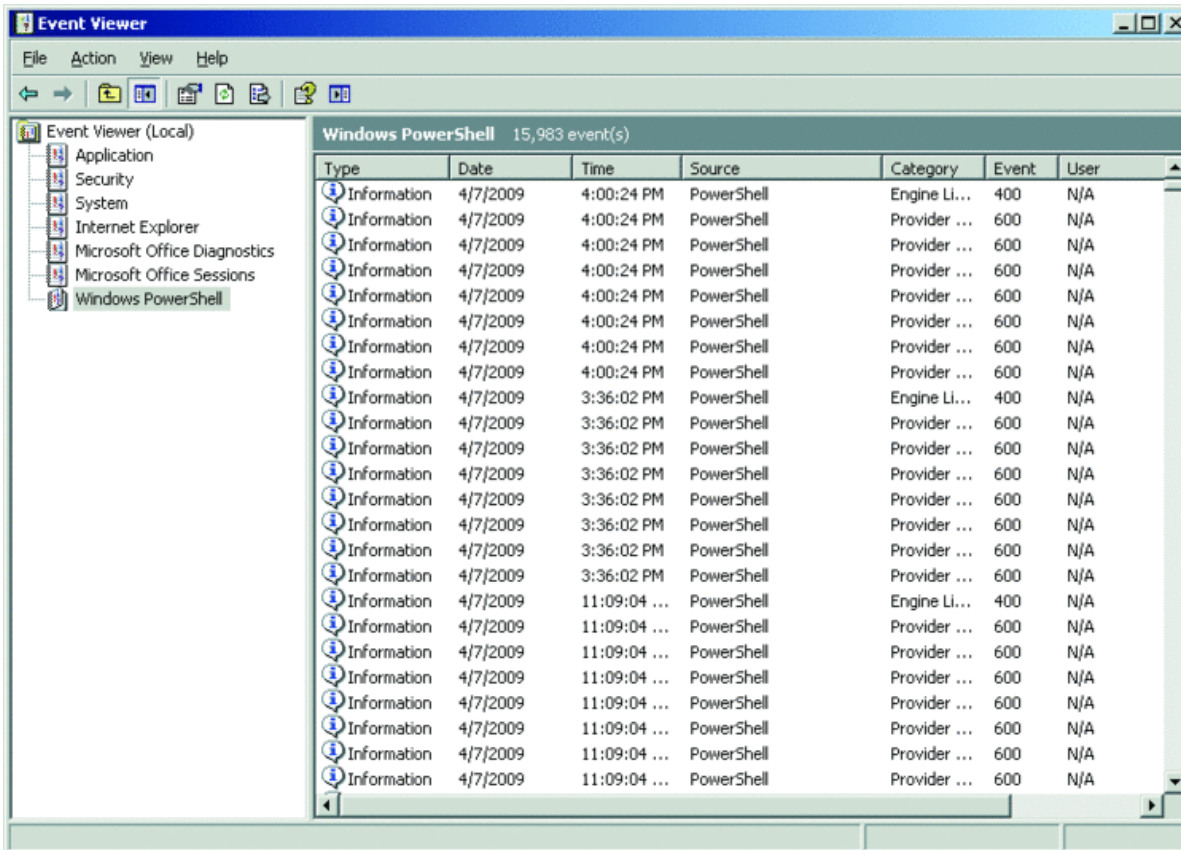 Event Viewer
File Action View Help
Event Viewer (Local)
Application
Security
System
Internet Explorer
Microsoft Office Diagnostics
Microsoft Office Sessions
Windows PowerShell
Windows PowerShell 15,983 event(s)
Type Date Time Source Category Event User
Information 4/7/2009 4:00:24 PM PowerShell Engine Li... 400 N/A
Information 4/7/2009 4:00:24 PM PowerShell Provider ... 600 N/A
Information 4/7/2009 4:00:24 PM PowerShell Provider ... 600 N/A
Information 4/7/2009 4:00:24 PM PowerShell Provider ... 600 N/A
Information 4/7/2009 4:00:24 PM PowerShell Provider ... 600 N/A
Information 4/7/2009 4:00:24 PM PowerShell Provider ... 600 N/A
Information 4/7/2009 4:00:24 PM PowerShell Provider ... 600 N/A
Information 4/7/2009 4:00:24 PM PowerShell Provider ... 600 N/A
Information 4/7/2009 3:36:02 PM PowerShell Engine Li... 400 N/A
Information 4/7/2009 3:36:02 PM PowerShell Provider ... 600 N/A
Information 4/7/2009 3:36:02 PM PowerShell Provider ... 600 N/A
Information 4/7/2009 3:36:02 PM PowerShell Provider ... 600 N/A
Information 4/7/2009 3:36:02 PM PowerShell Provider ... 600 N/A
Information 4/7/2009 3:36:02 PM PowerShell Provider ... 600 N/A
Information 4/7/2009 3:36:02 PM PowerShell Provider ... 600 N/A
Information 4/7/2009 3:36:02 PM PowerShell Provider ... 600 N/A
Information 4/7/2009 11:09:04 ... PowerShell Engine Li... 400 N/A
Information 4/7/2009 11:09:04 ... PowerShell Provider ... 600 N/A
Information 4/7/2009 11:09:04 ... PowerShell Provider ... 600 N/A
Information 4/7/2009 11:09:04 ... PowerShell Provider ... 600 N/A
Information 4/7/2009 11:09:04 ... PowerShell Provider ... 600 N/A
Information 4/7/2009 11:09:04 ... PowerShell Provider ... 600 N/A
Information 4/7/2009 11:09:04 ... PowerShell Provider ... 600 N/A
Information 4/7/2009 11:09:04 ... PowerShell Provider ... 600 N/A